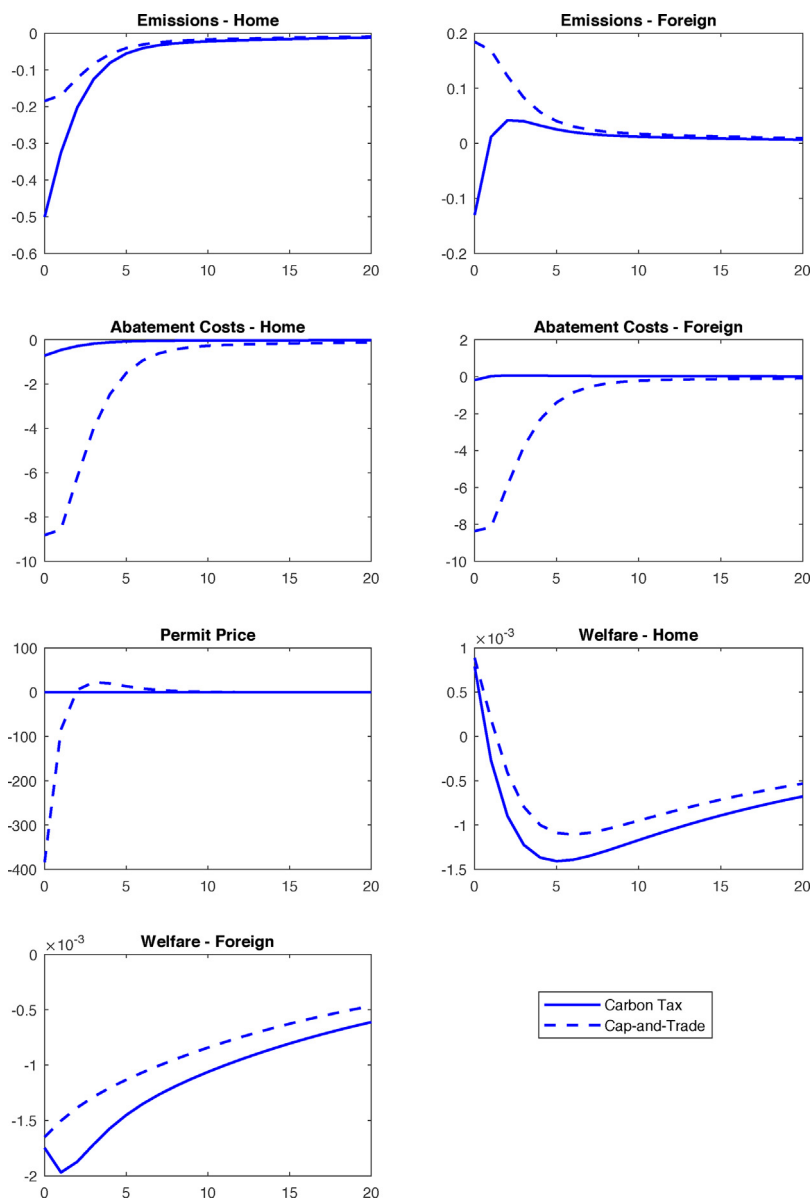 Emissions - Home
0
-0.1
-0.2
-0.3
-0.4
-0.5
-0.6
0 5 10 15 20
Emissions - Foreign
0.2
0.1
0
-0.1
-0.2
0 5 10 15 20
Abatement Costs - Home
0
-2
-4
-6
-8
-10
0 5 10 15 20
Abatement Costs - Foreign
2
0
-2
-4
-6
-8
-10
0 5 10 15 20
Permit Price
100
0
-100
-200
-300
-400
0 5 10 15 20
Welfare - Home
×10-3
1
0.5
0
-0.5
-1
-1.5
0 5 10 15 20
Welfare - Foreign
×10-3
0
-0.5
-1
-1.5
-2
0 5 10 15 20
Carbon Tax
Cap-and-Trade